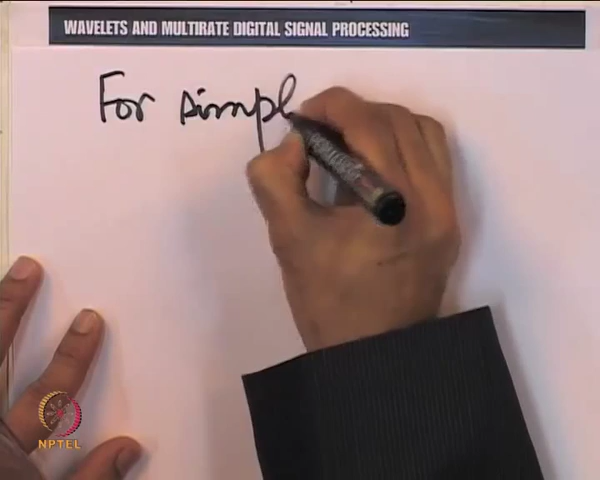 WAVELETS AND MULTIRATE DIGITAL SIGNAL PROCESSING
For simpl
NPTEL